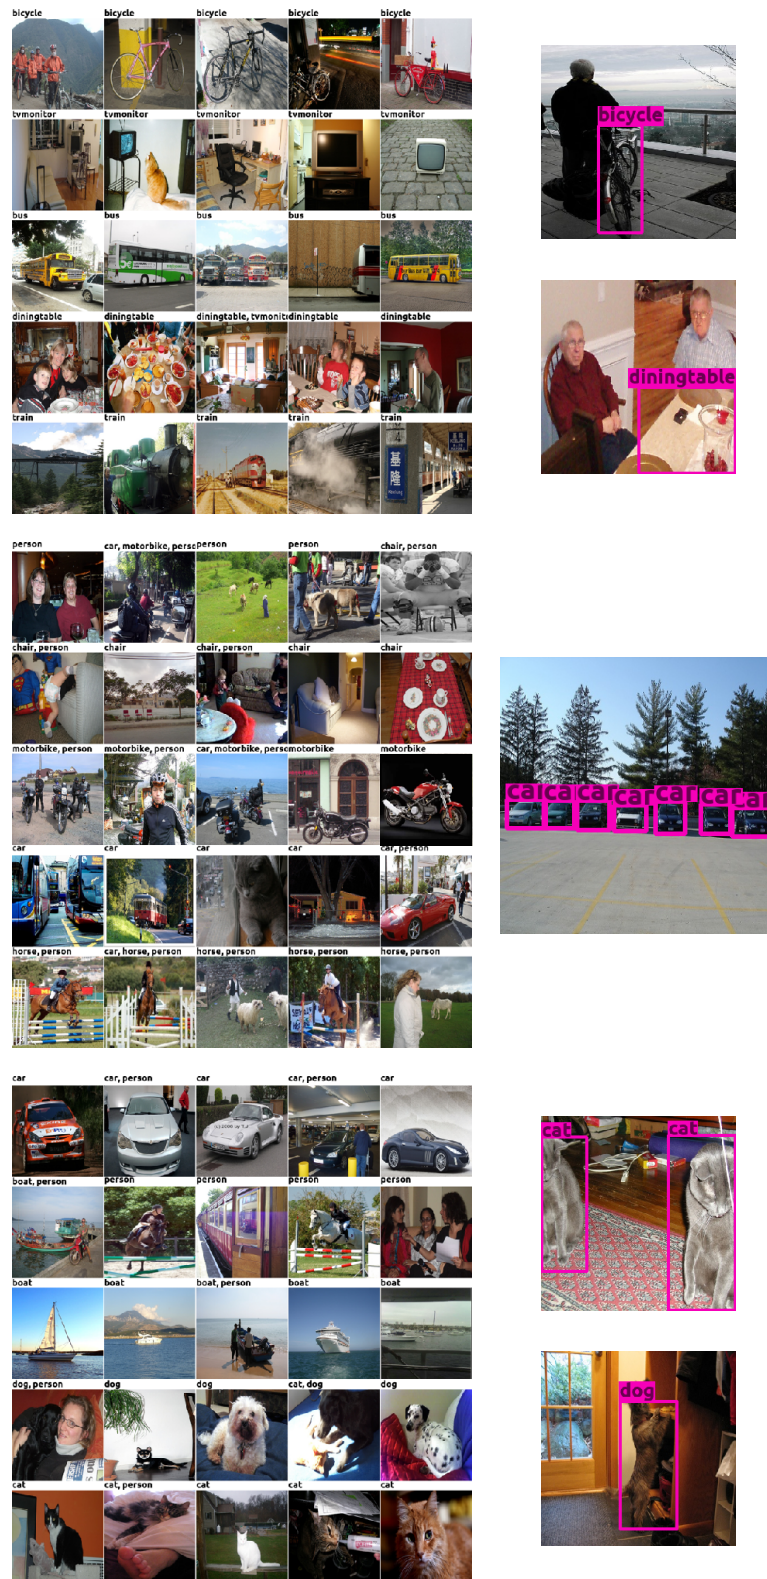 bicycle bicycle bicycle bicycle bicycle
bicycle
tvmonitor tvmonitor tvmonitor tvmonitor tvmonitor
bus bus bus bus bus
diningtable diningtable diningtable, tvmonit diningtable diningtable
diningtable
train train train train train
基
隆
person car, motorbike, perso person person chair, person
chair, person chair chair, person chair chair
motorbike, person motorbike, person car, motorbike, perso motorbike motorbike
car car car car car car car
car car car car car, person
horse, person car, horse, person horse, person horse, person horse, person
car car, person car car, person car
cat cat
boat, person person person person person
boat boat boat, person boat boat
dog, person dog dog cat, dog dog
dog
cat cat, person cat cat cat